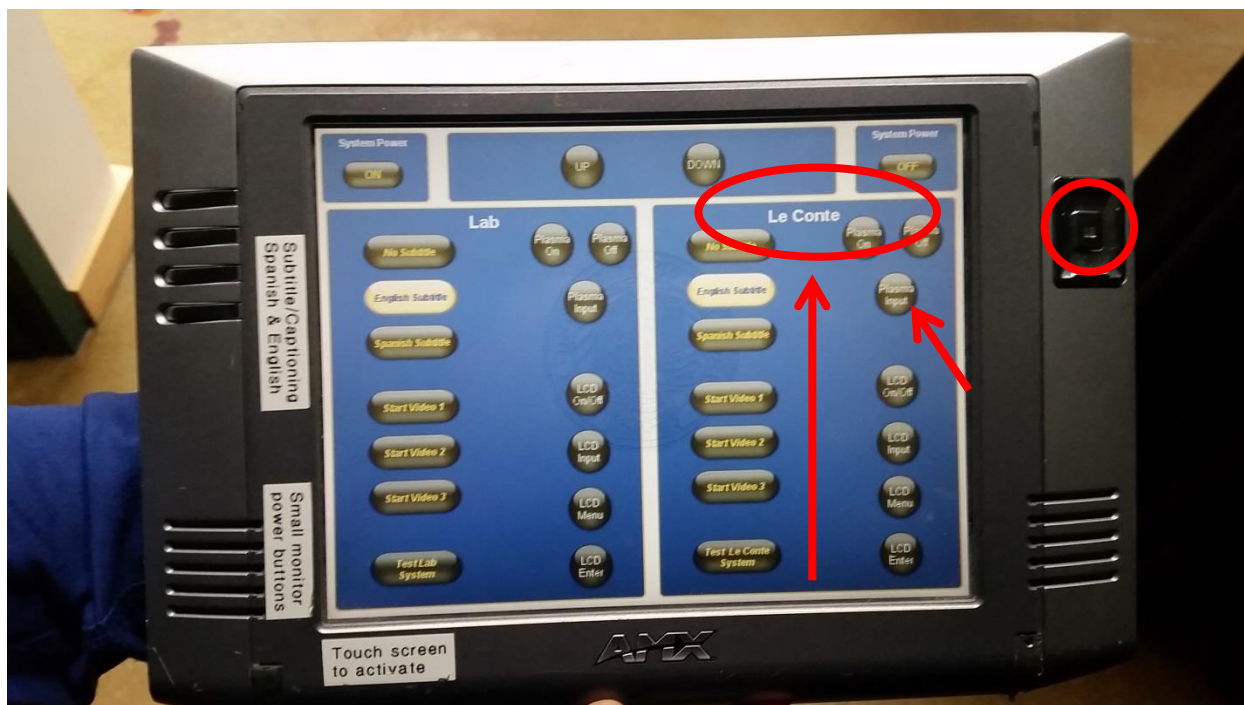 System Power
ON
UP
DOWN
System Power
OFF
Lab
No Subtitle
Plasma
On
Plasma
Off
English Subtitle
Plasma
Input
Spanish Subtitle
Start Video 1
LCD
On/Off
Start Video 2
LCD
Input
Start Video 3
LCD
Menu
Test Lab
System
LCD
Enter
Le Conte
No Subtitle
Plasma
On
Plasma
Off
English Subtitle
Plasma
Input
Spanish Subtitle
Start Video 1
LCD
On/Off
Start Video 2
LCD
Input
Start Video 3
LCD
Menu
Test Le Conte
System
LCD
Enter
Subtitle/Captioning
Spanish & English
Small monitor
power buttons
Touch screen
to activate
AMX